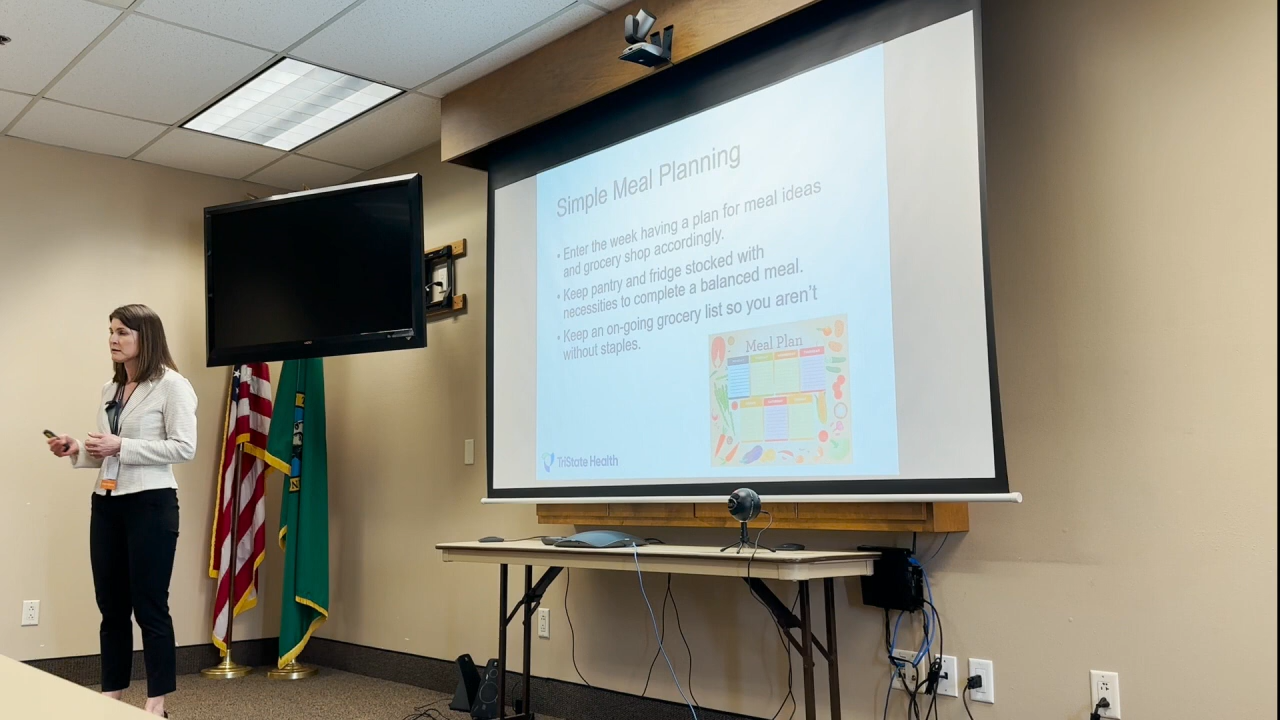 Simple Meal Planning
• Enter the week having a plan for meal ideas
and grocery shop accordingly.
• Keep pantry and fridge stocked with
necessities to complete a balanced meal.
• Keep an on-going grocery list so you aren't
without staples.
Meal Plan
TriState Health